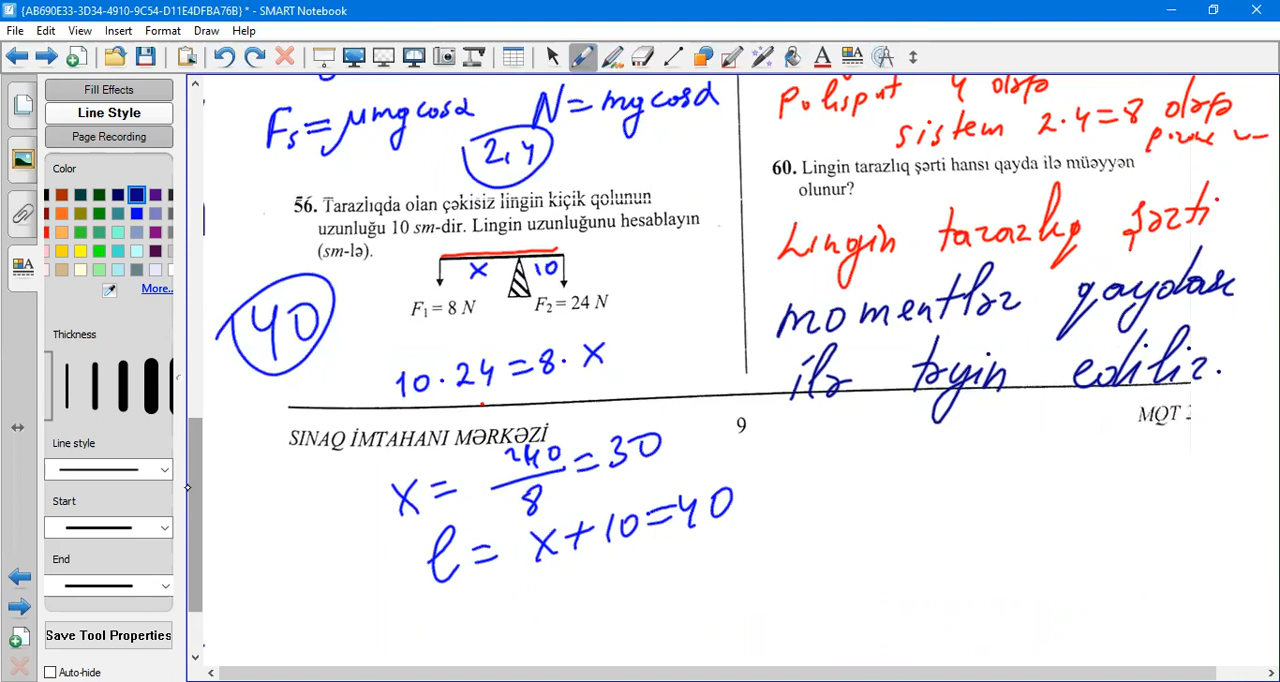 {AB690E33-3D34-4910-9C54-D11E4DFBA76B} * - SMART Notebook
File Edit View Insert Format Draw Help
Fill Effects
Line Style
Page Recording
Color
More..
Thickness
Line style
Start
End
Save Tool Properties
Auto-hide
Fs = μmg cosα N = mg cosα
2,4
56. Tarazlıqda olan çəkisiz lingin kiçik qolunun
uzunluğu 10 sm-dir. Lingin uzunluğunu hesablayın
(sm-lə).
x 10
F₁ = 8 N F₂ = 24 N
40
10 · 24 = 8 · x
SINAQ İMTAHANI MƏRKƏZİ
9
MQT
x = 240/8 = 30
ℓ = x + 10 = 40
Polispat 4 dəfə
sistem 2 · 4 = 8 dəfə
60. Lingin tarazlıq şərti hansı qayda ilə müəyyən
olunur?
Lingin tarazlıq şərti
momentlər qaydası
ilə təyin edilir.